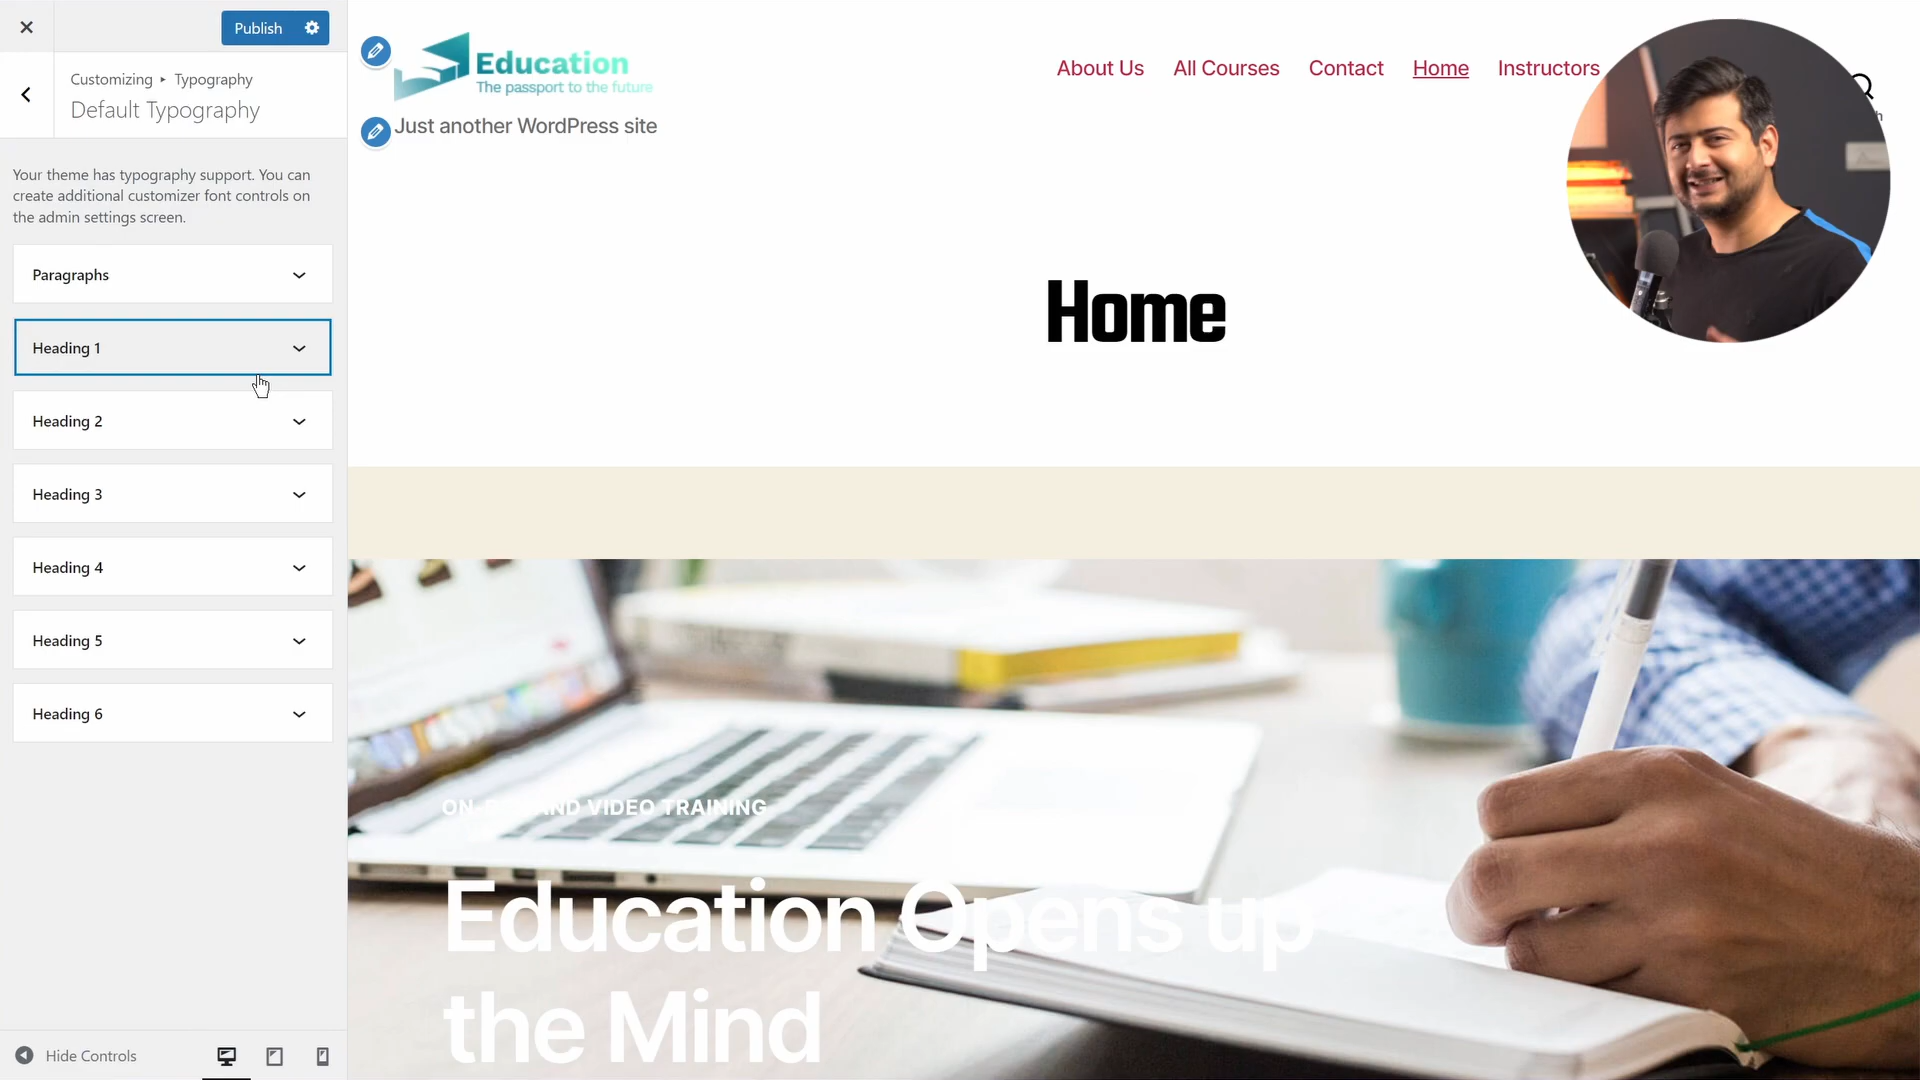 Publish
Customizing ▸ Typography
Default Typography
Your theme has typography support. You can
create additional customizer font controls on
the admin settings screen.
Paragraphs
Heading 1
Heading 2
Heading 3
Heading 4
Heading 5
Heading 6
Hide Controls
Education
The passport to the future
Just another WordPress site
About Us
All Courses
Contact
Home
Instructors
Home
ON-DEMAND VIDEO TRAINING
Education Opens up
the Mind